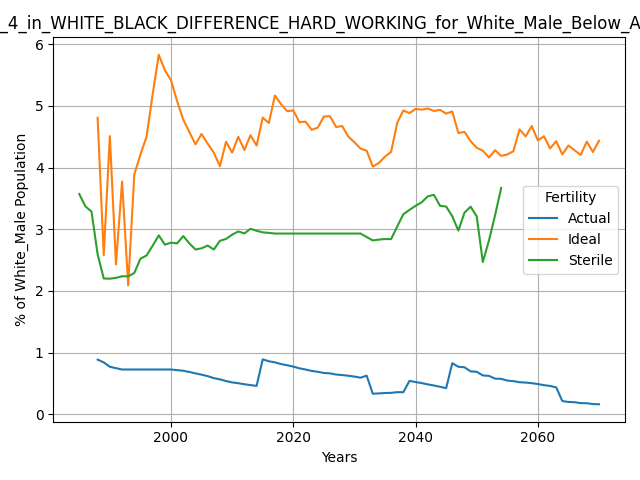 _4_in_WHITE_BLACK_DIFFERENCE_HARD_WORKING_for_White_Male_Below_A
6
5
4
3
2
1
0
% of White_Male Population
Fertility
Actual
Ideal
Sterile
2000 2020 2040 2060
Years